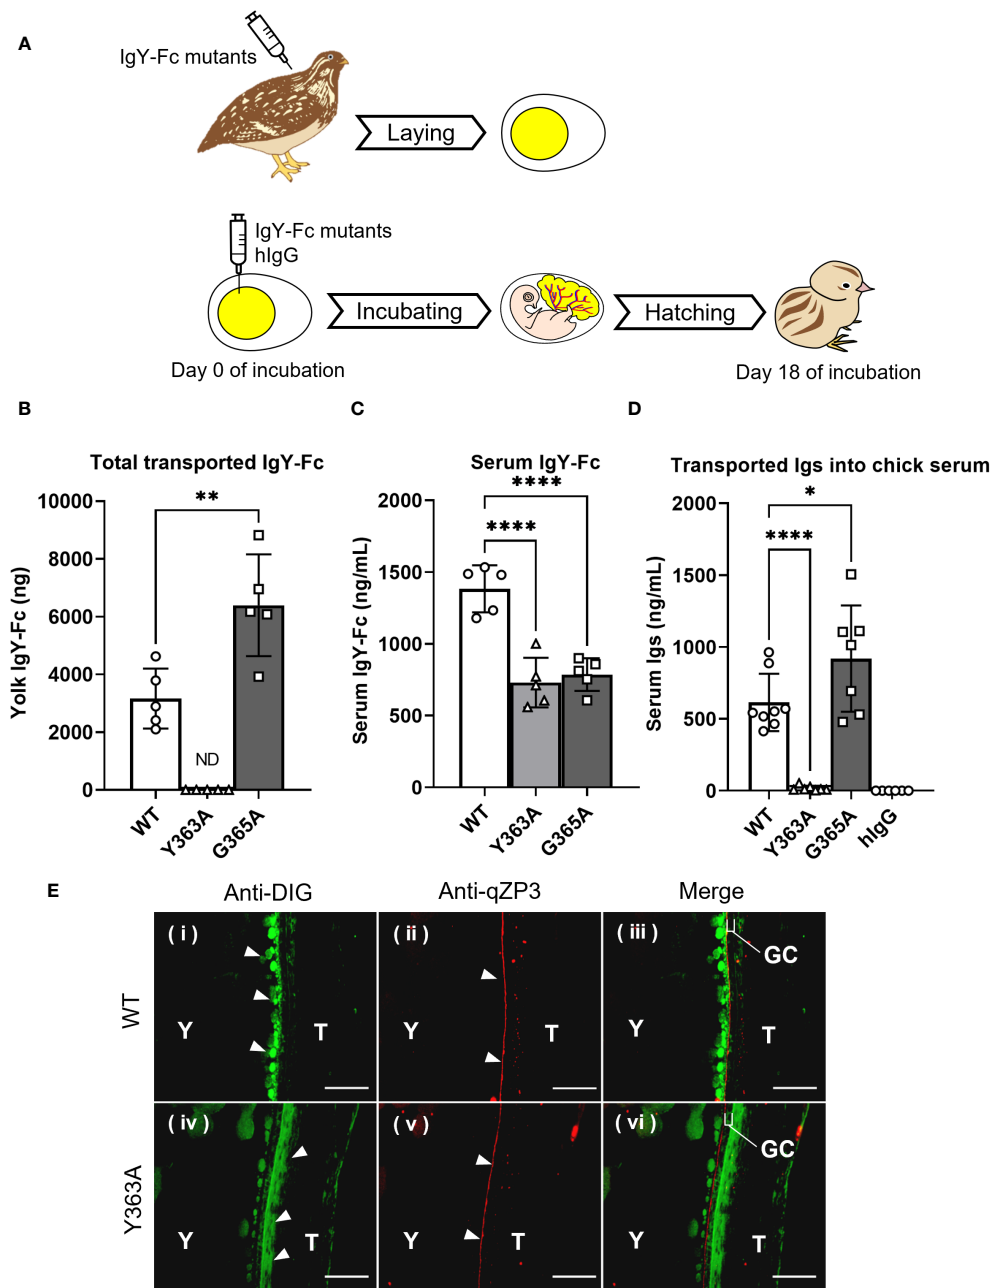 A
IgY-Fc mutants
Laying
IgY-Fc mutants
hIgG
Incubating
Hatching
Day 0 of incubation
Day 18 of incubation
B
C
D
Total transported IgY-Fc
Yolk IgY-Fc (ng)
10000
8000
6000
4000
2000
0
**
ND
WT
Y363A
G365A
Serum IgY-Fc
Serum IgY-Fc (ng/mL)
2000
1500
1000
500
0
****
****
WT
Y363A
G365A
Transported Igs into chick serum
Serum Igs (ng/mL)
2000
1500
1000
500
0
*
****
WT
Y363A
G365A
hIgG
E
Anti-DIG
Anti-qZP3
Merge
WT
( i )
Y
T
( ii )
Y
T
( iii )
GC
Y
T
Y363A
( iv )
Y
T
( v )
Y
T
( vi )
GC
Y
T